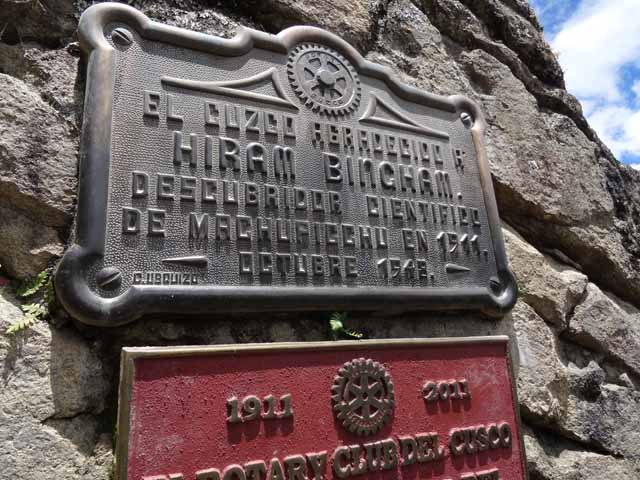 EL CUZCO AGRADECIDO A
HIRAM BINGHAM.
DESCUBRIDOR CIENTIFICO
DE MACHUPICCHU EN 1911.
OCTUBRE 1948.
O. USQUIZO
1911 2011
EL ROTARY CLUB DEL CUSCO